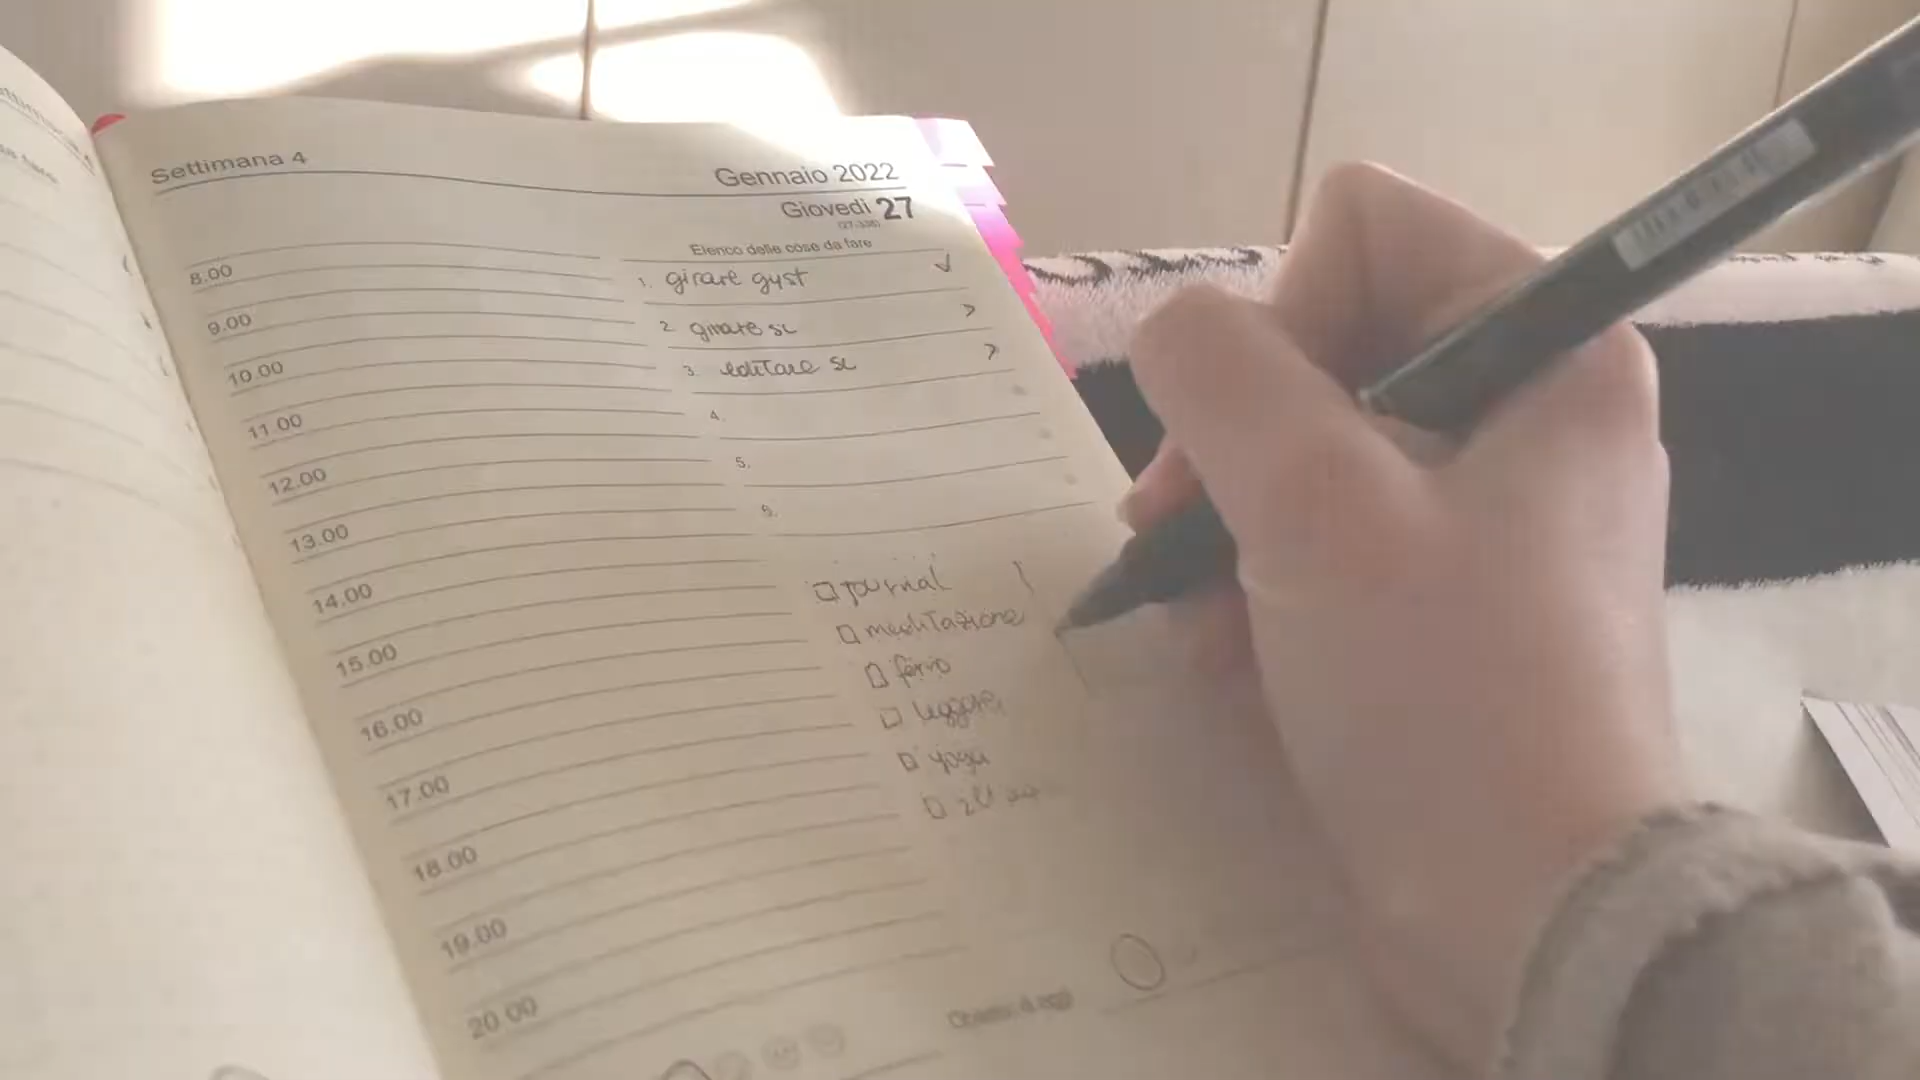 Settimana 4
Gennaio 2022
Giovedì 27
(27-338)
Elenco delle cose da fare
1. girare gyst ✓
2. girare sc >
3. editare sc >
4.
5.
6.
8.00
9.00
10.00
11.00
12.00
13.00
14.00
15.00
16.00
17.00
18.00
19.00
20.00
journal
meditazione
ferro
leggere
yoga